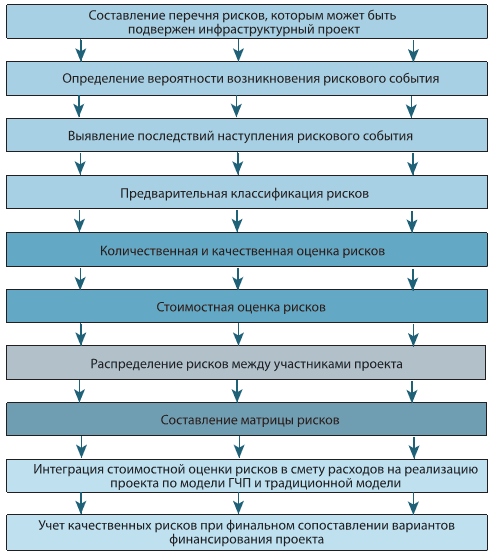 Составление перечня рисков, которым может быть
подвержен инфраструктурный проект
Определение вероятности возникновения рискового события
Выявление последствий наступления рискового события
Предварительная классификация рисков
Количественная и качественная оценка рисков
Стоимостная оценка рисков
Распределение рисков между участниками проекта
Составление матрицы рисков
Интеграция стоимостной оценки рисков в смету расходов на реализацию
проекта по модели ГЧП и традиционной модели
Учет качественных рисков при финальном сопоставлении вариантов
финансирования проекта